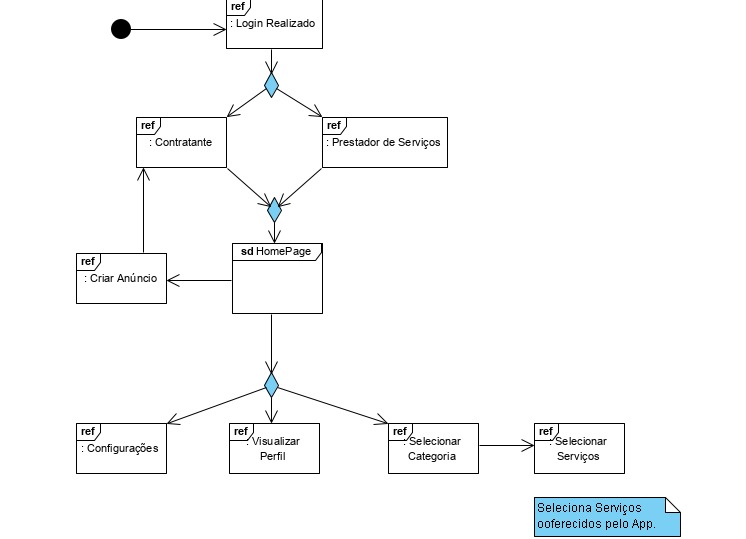 ref
: Login Realizado
ref
: Contratante
ref
: Prestador de Serviços
sd HomePage
ref
: Criar Anúncio
ref
: Configurações
ref
: Visualizar
Perfil
ref
: Selecionar
Categoria
ref
: Selecionar
Serviços
Seleciona Serviços
ooferecidos pelo App.